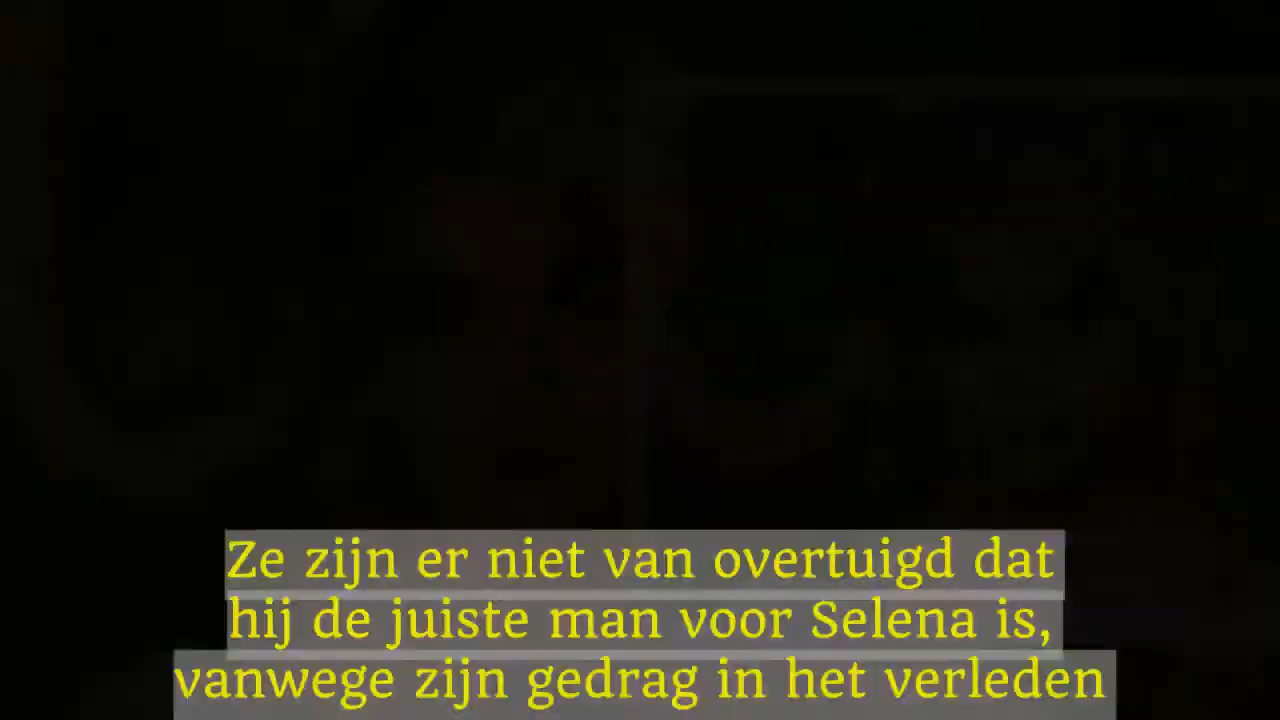 Ze zijn er niet van overtuigd dat
hij de juiste man voor Selena is,
vanwege zijn gedrag in het verleden